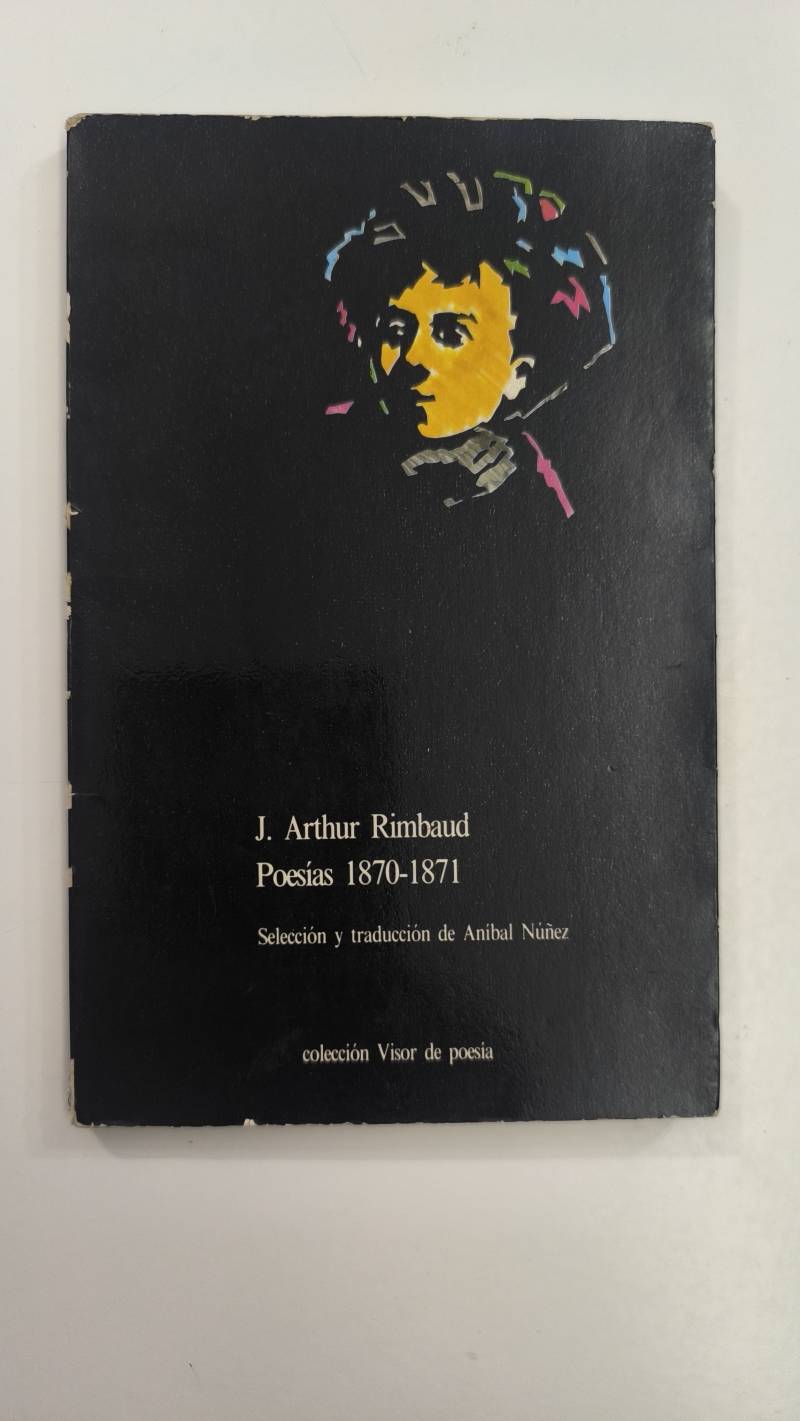 J. Arthur Rimbaud
Poesías 1870-1871
Selección y traducción de Aníbal Núñez
colección Visor de poesía